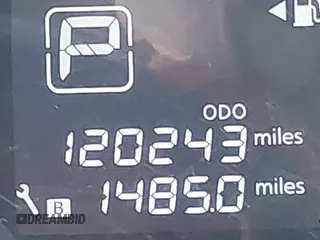 P
ODO
120243 miles
B 1485.0 miles
DREAMBID